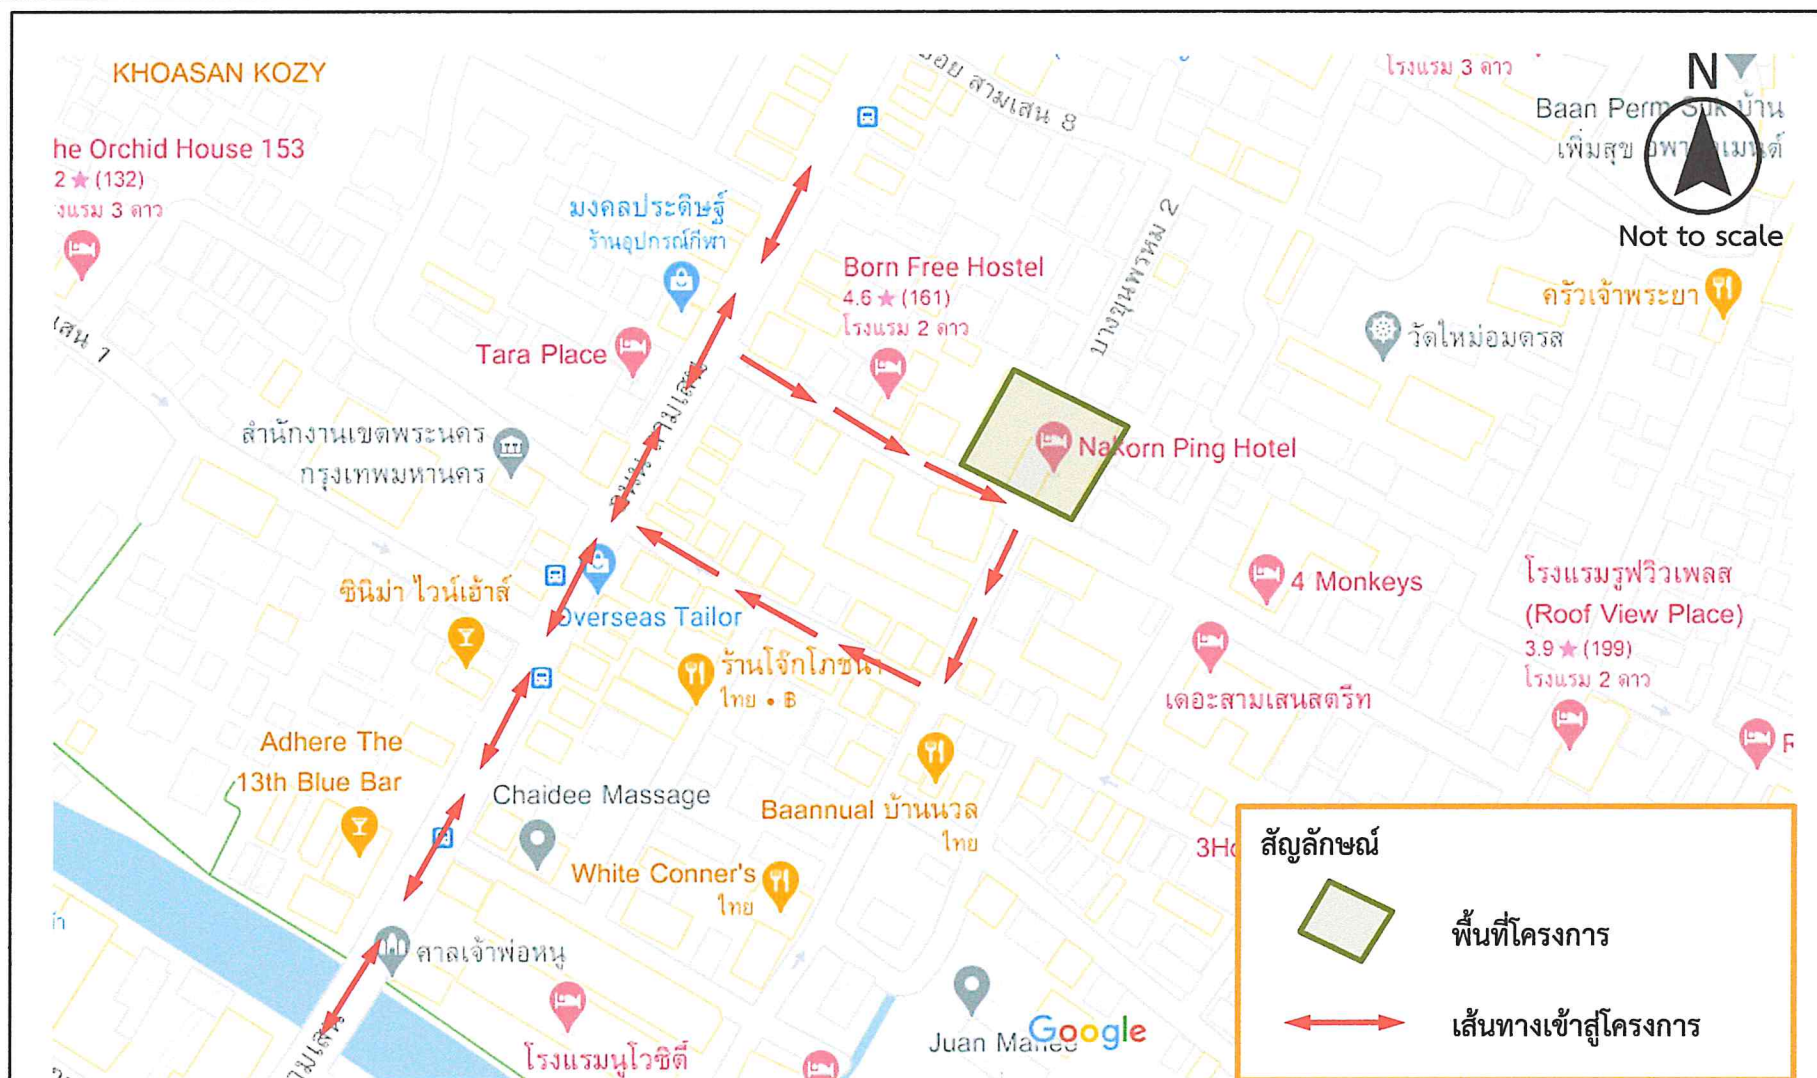 KHOASAN KOZY
โรงแรม 3 ดาว
N
Baan Perm Suk บ้าน
เพิ่มสุข อพาร์ตเมนต์
Not to scale
ซอย สามเสน 8
he Orchid House 153
2 ★ (132)
งแรม 3 ดาว
มงคลประดิษฐ์
ร้านอุปกรณ์กีฬา
Born Free Hostel
4.6 ★ (161)
โรงแรม 2 ดาว
บางขุนพรหม 2
ครัวเจ้าพระยา
วัดใหม่อมตรส
เสน 1
Tara Place
ถนน สามเสน
สำนักงานเขตพระนคร
กรุงเทพมหานคร
Nakorn Ping Hotel
ซินิม่า ไวน์เฮ้าส์
Overseas Tailor
4 Monkeys
โรงแรมรูฟวิวเพลส
(Roof View Place)
3.9 ★ (199)
โรงแรม 2 ดาว
ร้านโจ๊กโภชนา
ไทย • ฿
เดอะสามเสนสตรีท
Adhere The
13th Blue Bar
Chaidee Massage
Baannual บ้านนวล
ไทย
White Conner's
ไทย
3Ho
ศาลเจ้าพ่อหนู
โรงแรมนูโวซิตี้
ามเสน
Juan Manee
Google
สัญลักษณ์
พื้นที่โครงการ
เส้นทางเข้าสู่โครงการ